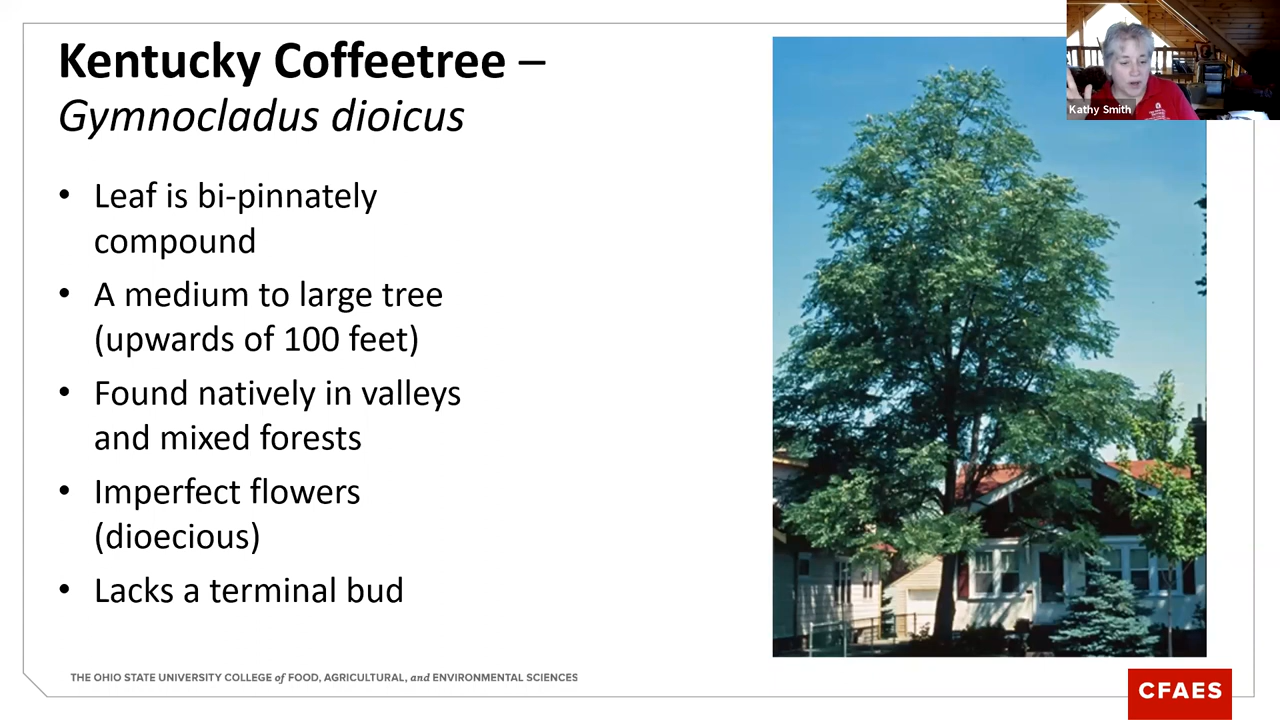 Kentucky Coffeetree –
Gymnocladus dioicus
• Leaf is bi-pinnately
compound
• A medium to large tree
(upwards of 100 feet)
• Found natively in valleys
and mixed forests
• Imperfect flowers
(dioecious)
• Lacks a terminal bud
Kathy Smith
THE OHIO STATE UNIVERSITY COLLEGE of FOOD, AGRICULTURAL, and ENVIRONMENTAL SCIENCES
CFAES